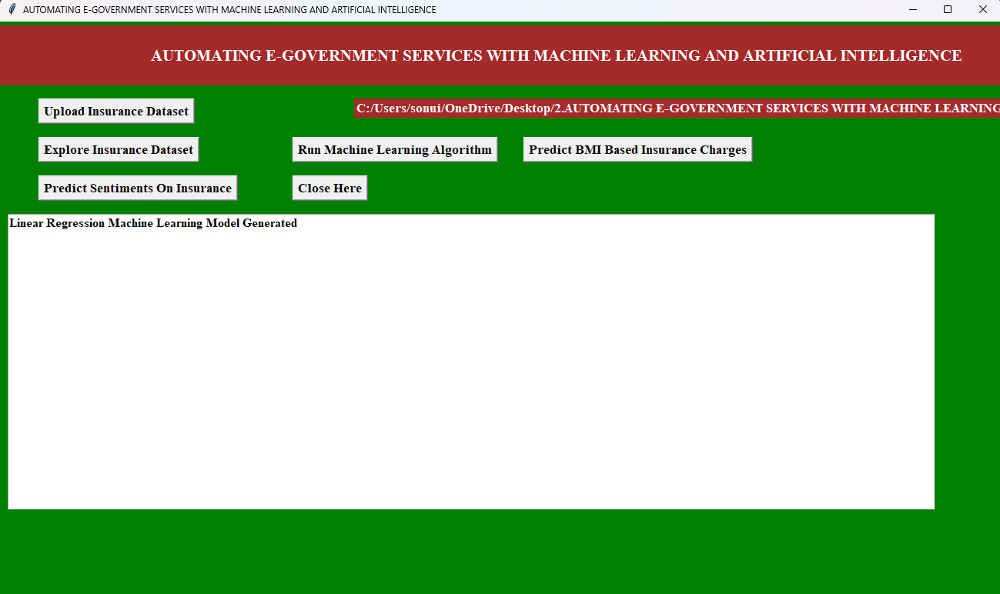 AUTOMATING E-GOVERNMENT SERVICES WITH MACHINE LEARNING AND ARTIFICIAL INTELLIGENCE
AUTOMATING E-GOVERNMENT SERVICES WITH MACHINE LEARNING AND ARTIFICIAL INTELLIGENCE
Upload Insurance Dataset
C:/Users/sonui/OneDrive/Desktop/2.AUTOMATING E-GOVERNMENT SERVICES WITH MACHINE LEARNING
Explore Insurance Dataset
Run Machine Learning Algorithm
Predict BMI Based Insurance Charges
Predict Sentiments On Insurance
Close Here
Linear Regression Machine Learning Model Generated